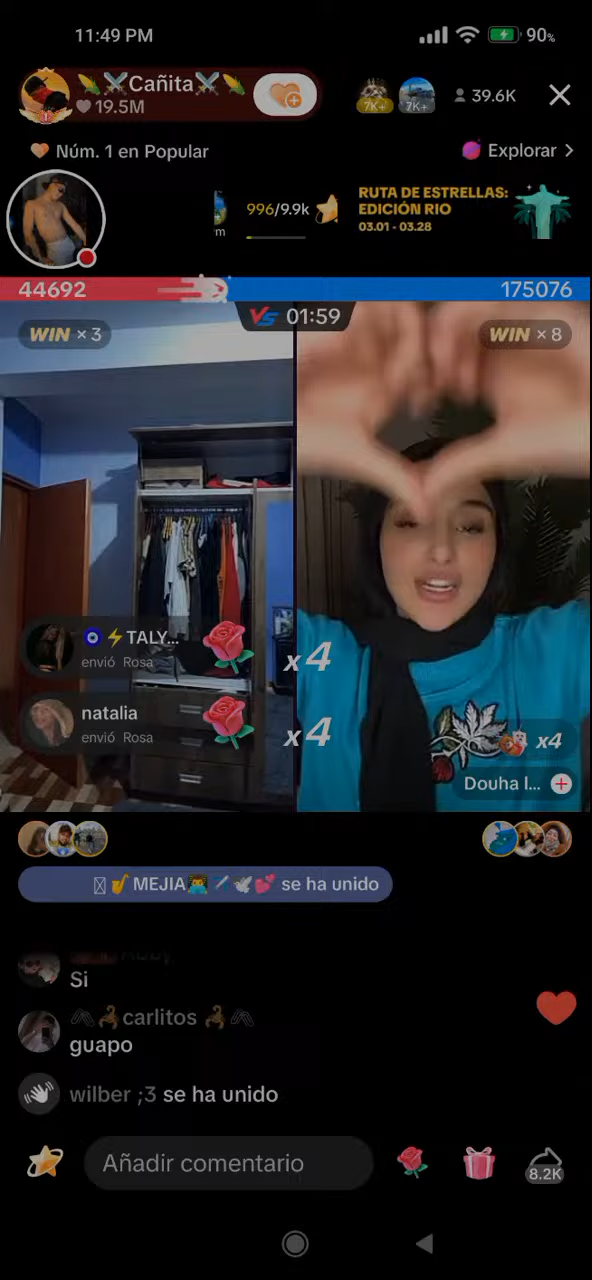 11:49 PM
90%
🌽⚔️Cañita⚔️🌽
19.5M
7K+
7K+
39.6K
Núm. 1 en Popular
Explorar
m
996/9.9k
RUTA DE ESTRELLAS:
EDICIÓN RIO
03.01 - 03.28
44692
175076
VS 01:59
WIN × 3
WIN × 8
🧿⚡TALY...
envió Rosa
x4
natalia
envió Rosa
x4
x4
Douha l...
🎷MEJIA👨‍💻✈️🕊️💕 se ha unido
Si
🦂carlitos 🦂
guapo
wilber ;3 se ha unido
Añadir comentario
8.2K